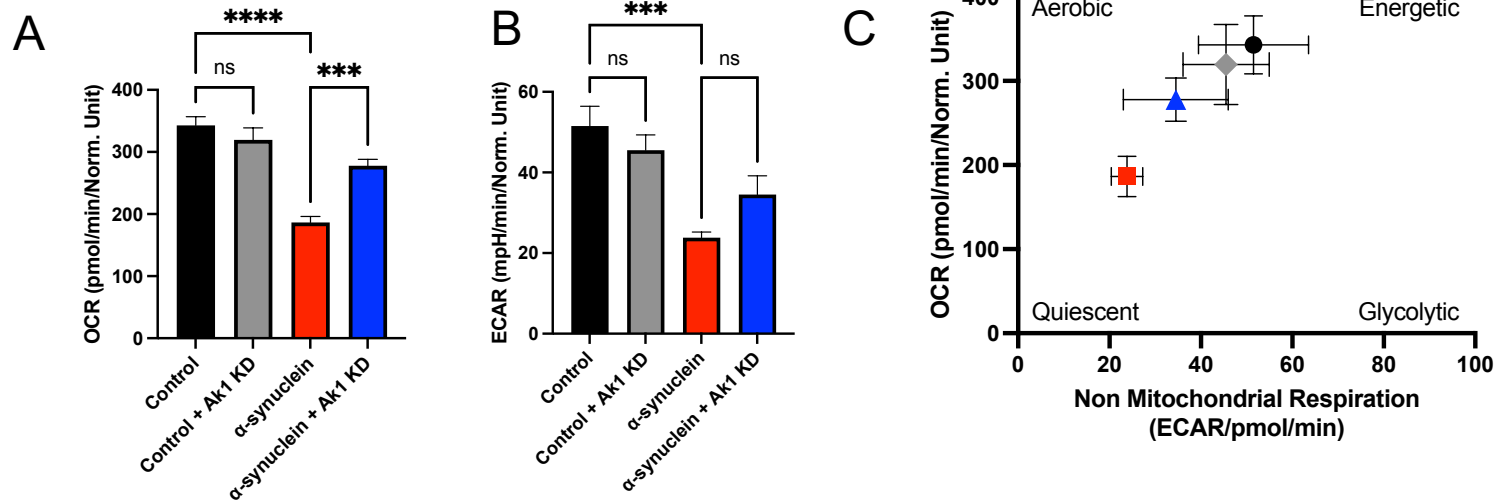 A
****
ns
***
OCR (pmol/min/Norm. Unit)
400
300
200
100
0
Control
Control + Ak1 KD
α-synuclein
α-synuclein + Ak1 KD
B
***
ns
ns
ECAR (mpH/min/Norm. Unit)
60
40
20
0
Control
Control + Ak1 KD
α-synuclein
α-synuclein + Ak1 KD
C
OCR (pmol/min/Norm. Unit)
400
300
200
100
0
Aerobic
Energetic
Quiescent
Glycolytic
0 20 40 60 80 100
Non Mitochondrial Respiration
(ECAR/pmol/min)